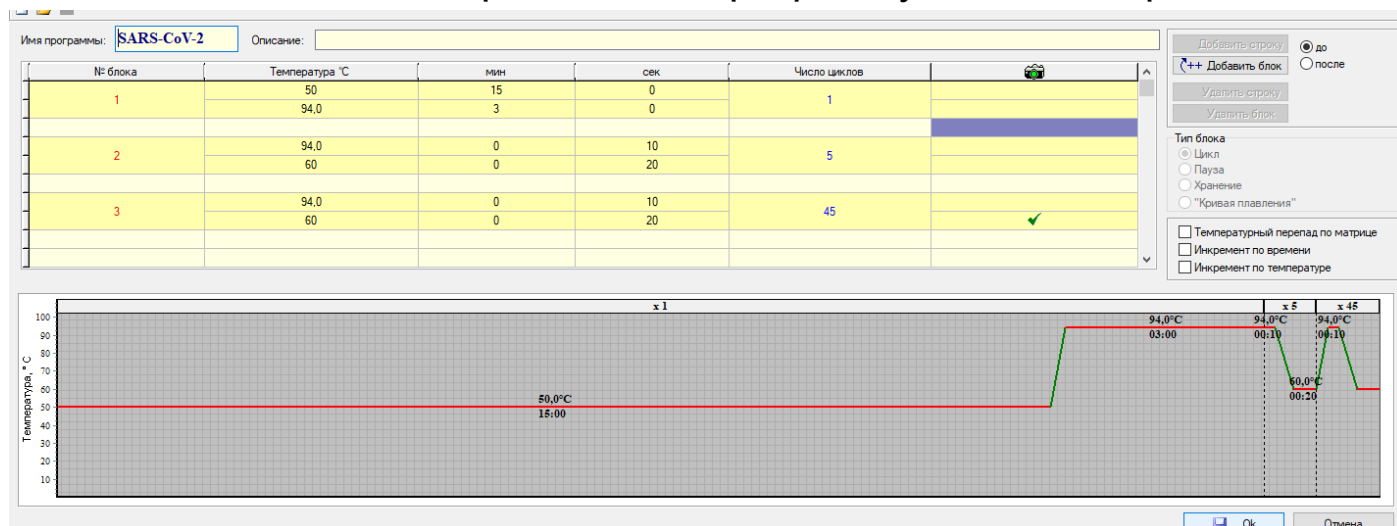 Имя программы: SARS-CoV-2 Описание:
№ блока Температура °С мин сек Число циклов
1 50 15 0 1
94,0 3 0
2 94,0 0 10 5
60 0 20
3 94,0 0 10 45
60 0 20
Добавить строку
++ Добавить блок
до
после
Удалить строку
Удалить блок
Тип блока
Цикл
Пауза
Хранение
"Кривая плавления"
Температурный перепад по матрице
Инкремент по времени
Инкремент по температуре
x 1 x 5 x 45
Температура, °С
100
90
80
70
60
50
40
30
20
10
50,0°C
15:00
94,0°C
03:00
94,0°C
00:10
60,0°C
00:20
94,0°C
00:10
Ok Отмена